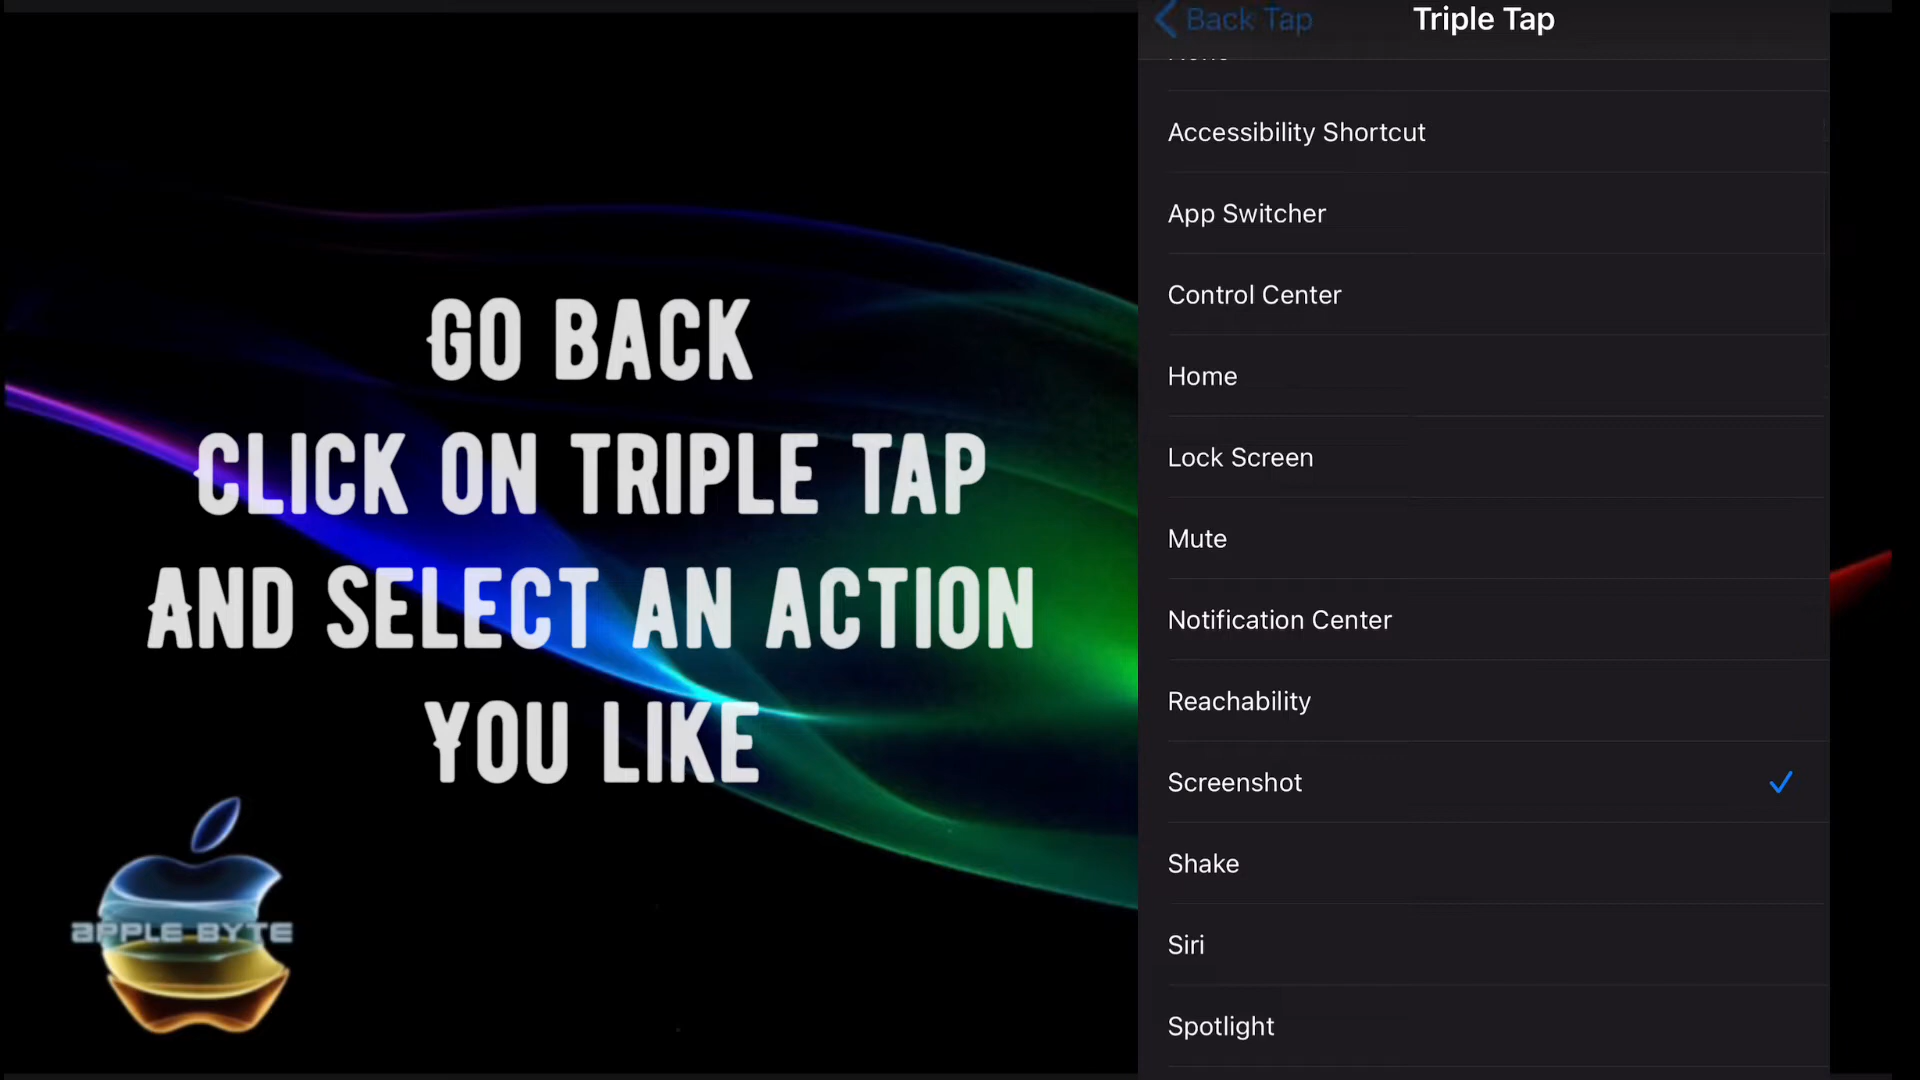 Back Tap
Triple Tap
Accessibility Shortcut
App Switcher
Control Center
Home
Lock Screen
Mute
Notification Center
Reachability
Screenshot
Shake
Siri
Spotlight
GO BACK
CLICK ON TRIPLE TAP
AND SELECT AN ACTION
YOU LIKE
APPLE BYTE